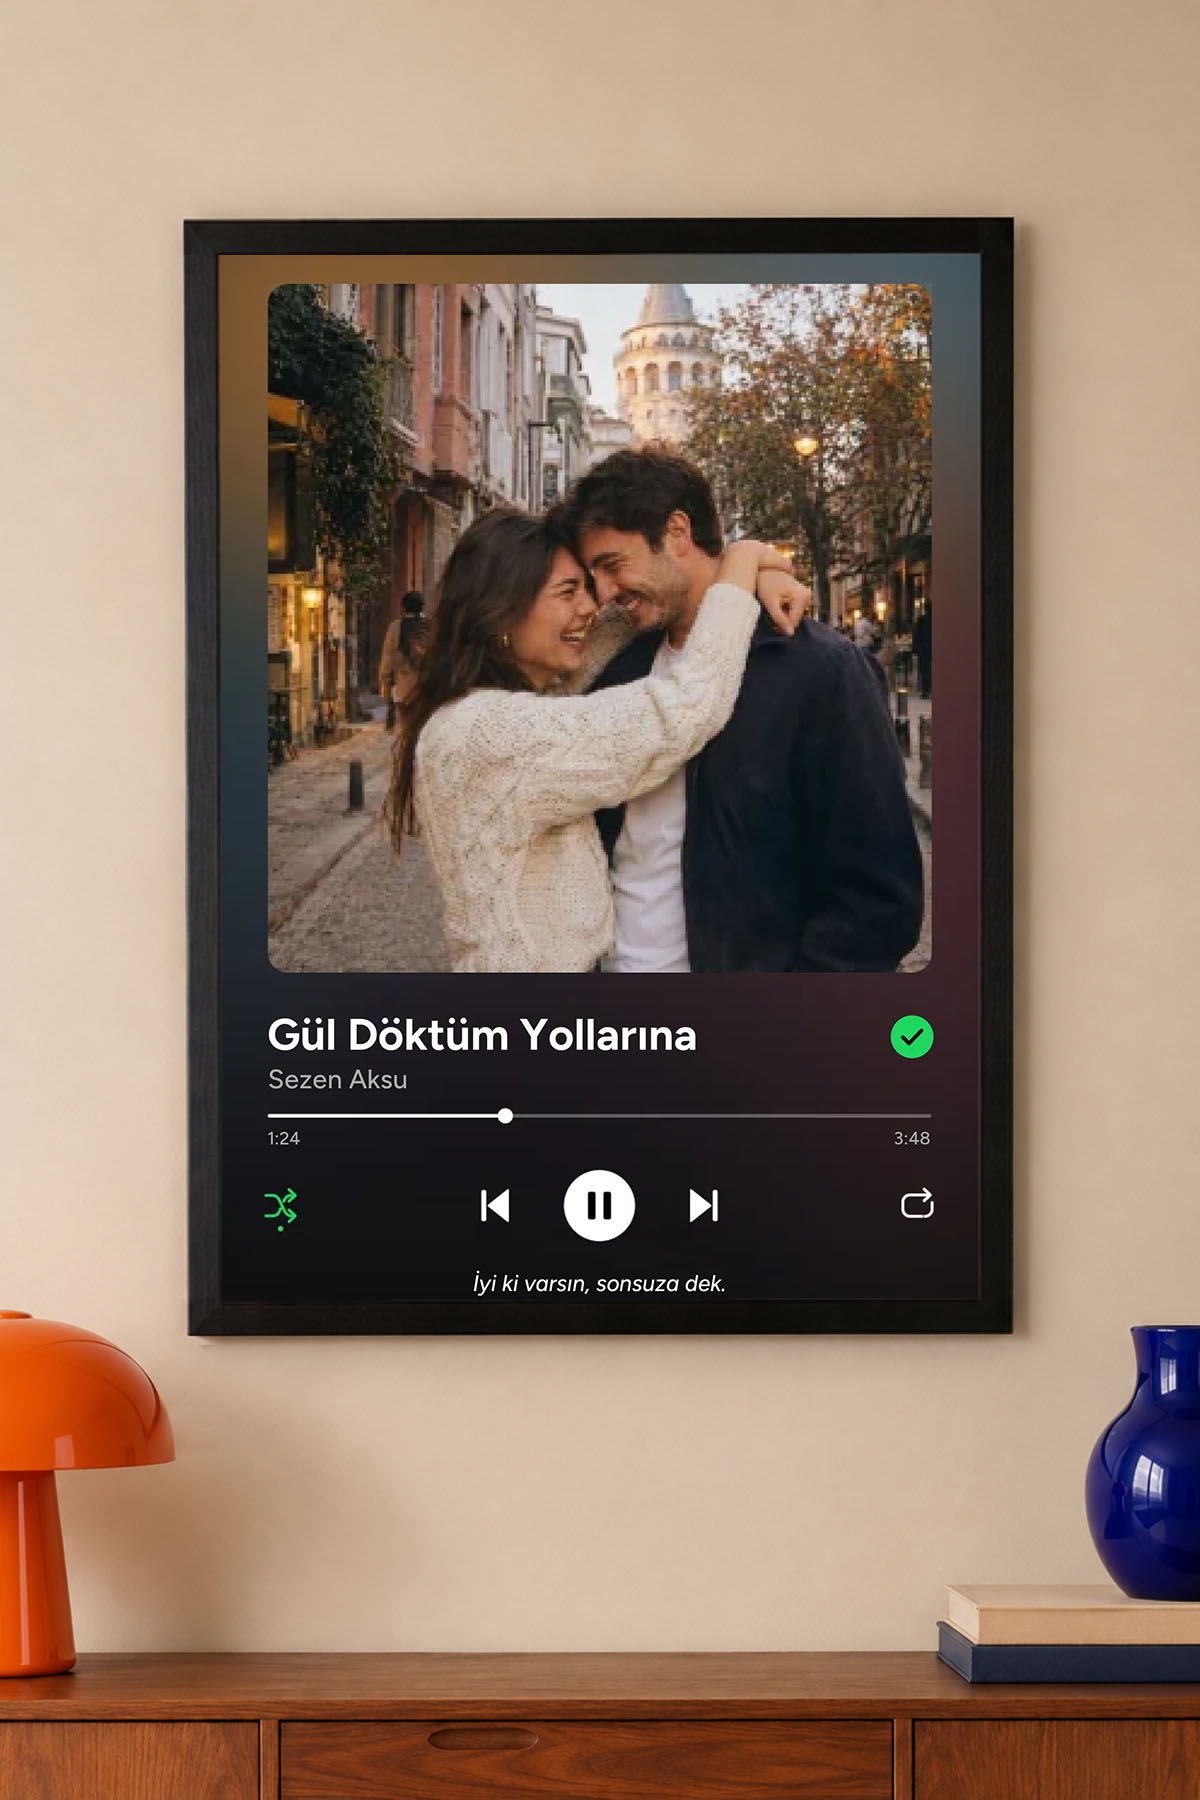 Gül Döktüm Yollarına
Sezen Aksu
1:24
3:48
İyi ki varsın, sonsuza dek.